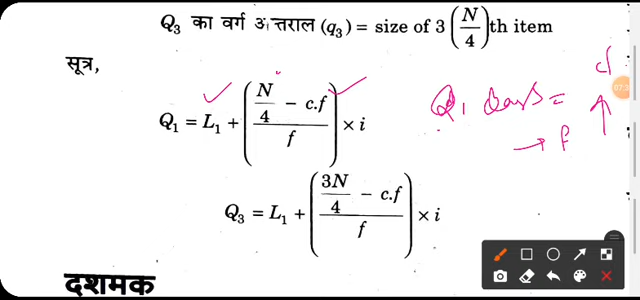 Q₃ का वर्ग अन्तराल (q₃) = size of 3 (N/4) th item
सूत्र,
Q₁ = L₁ + ((N/4 − c.f)/f) × i
Q₁
→ f
Q₃ = L₁ + ((3N/4 − c.f)/f) × i
दशमक